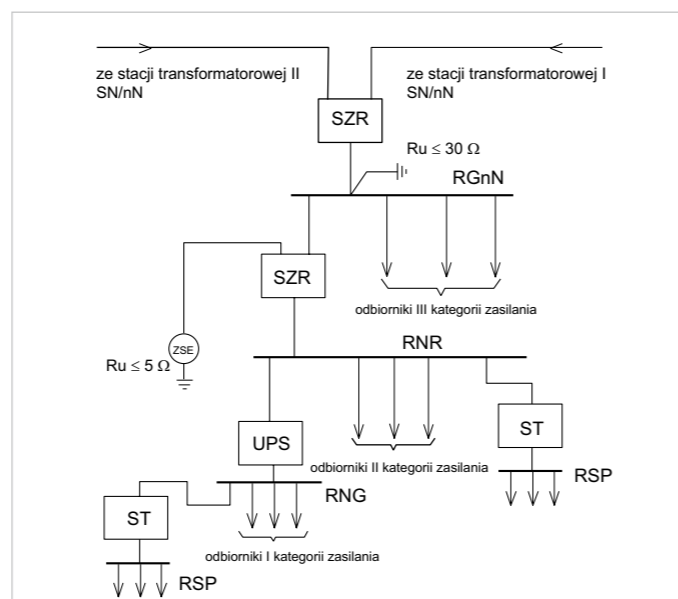 ze stacji transformatorowej II
SN/nN
ze stacji transformatorowej I
SN/nN
SZR
Ru ≤ 30 Ω
RGnN
SZR
odbiorniki III kategorii zasilania
RNR
ZSE
Ru ≤ 5 Ω
ST
UPS
odbiorniki II kategorii zasilania
RSP
RNG
ST
odbiorniki I kategorii zasilania
RSP